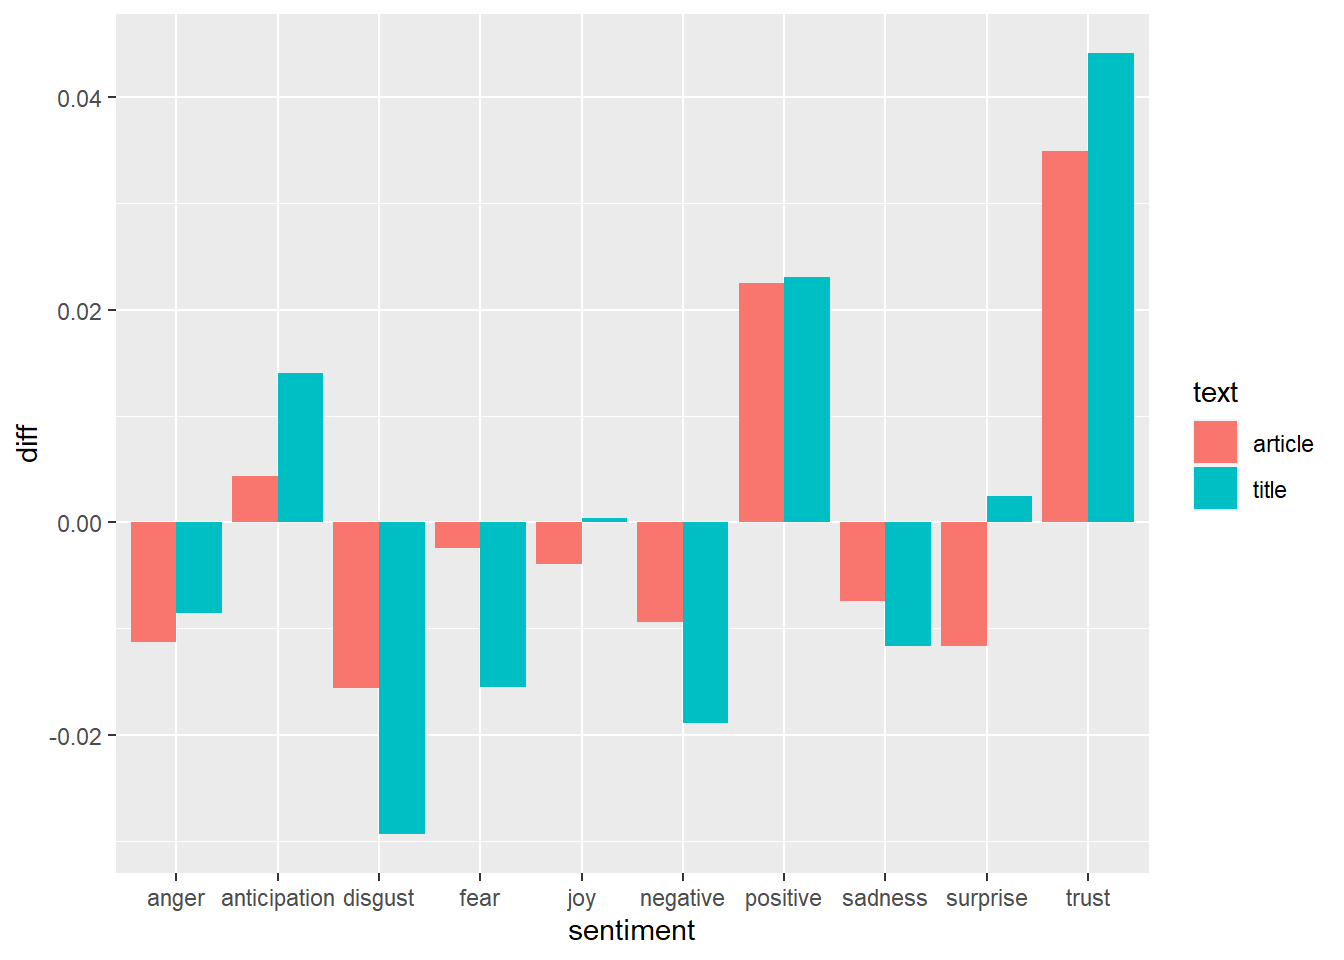 0.04
0.02
0.00
-0.02
diff
anger anticipation disgust fear joy negative positive sadness surprise trust
sentiment
text
article
title